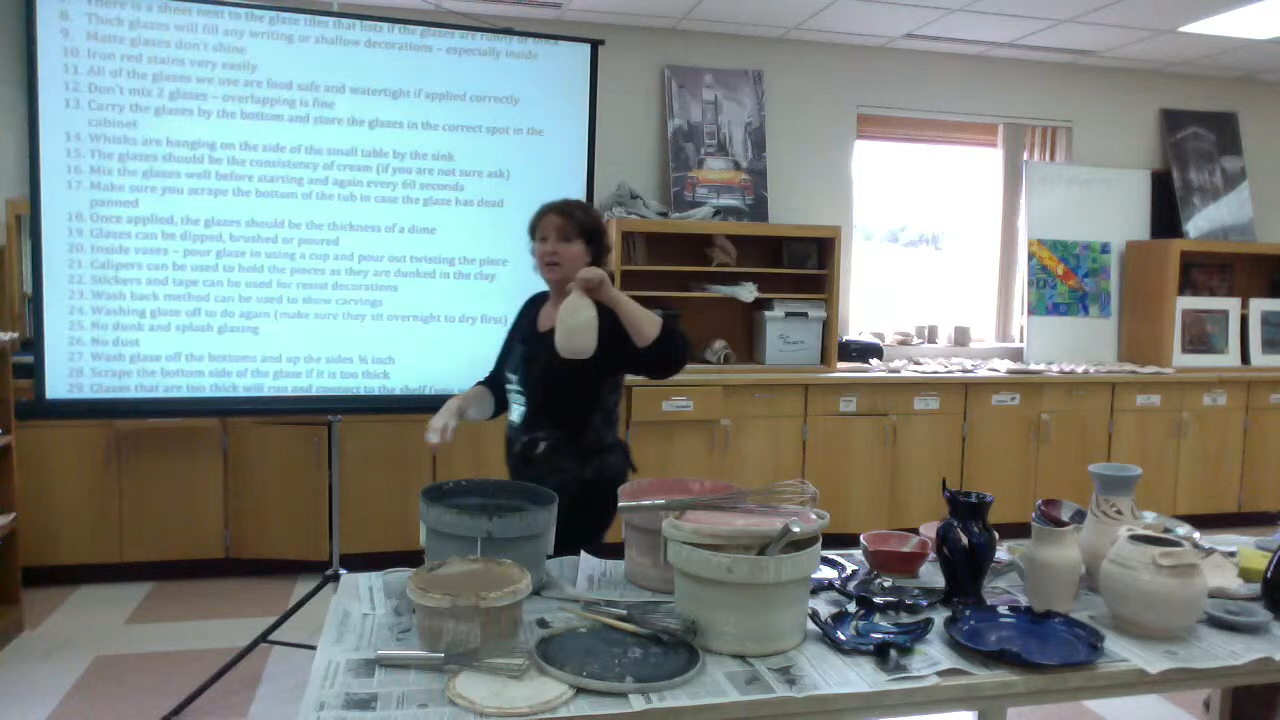 There is a sheet next to the glaze tiles that lists if the glazes are runny or
8. Thick glazes will fill any writing or shallow decorations – especially inside
9. Matte glazes don't shine
10. Iron red stains very easily
11. All of the glazes we use are food safe and watertight if applied correctly
12. Don't mix 2 glazes – overlapping is fine
13. Carry the glazes by the bottom and store the glazes in the correct spot in the
cabinet
14. Whisks are hanging on the side of the small table by the sink
15. The glazes should be the consistency of cream (if you are not sure ask)
16. Mix the glazes well before starting and again every 60 seconds
17. Make sure you scrape the bottom of the tub in case the glaze has dead
panned
18. Once applied, the glazes should be the thickness of a dime
19. Glazes can be dipped, brushed or poured
20. Inside vases – pour glaze in using a cup and pour out twisting the piece
21. Calipers can be used to hold the pieces as they are dunked in the clay
22. Stickers and tape can be used for resist decorations
23. Wash back method can be used to show carvings
24. Washing glaze off to do again (make sure they sit overnight to dry first)
25. No dunk and splash glazing
26. No dust
27. Wash glaze off the bottoms and up the sides ¼ inch
28. Scrape the bottom side of the glaze if it is too thick
29. Glazes that are too thick will run and connect to the shelf (you